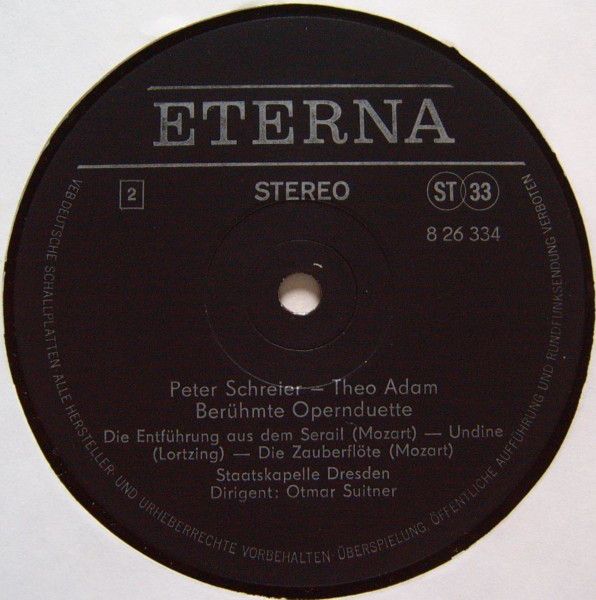 ETERNA
2
STEREO
ST 33
8 26 334
Peter Schreier – Theo Adam
Berühmte Opernduette
Die Entführung aus dem Serail (Mozart) — Undine
(Lortzing) — Die Zauberflöte (Mozart)
Staatskapelle Dresden
Dirigent: Otmar Suitner
VEB DEUTSCHE SCHALLPLATTEN ALLE HERSTELLER- UND URHEBERRECHTE VORBEHALTEN · ÜBERSPIELUNG, ÖFFENTLICHE AUFFÜHRUNG UND RUNDFUNKSENDUNG VERBOTEN